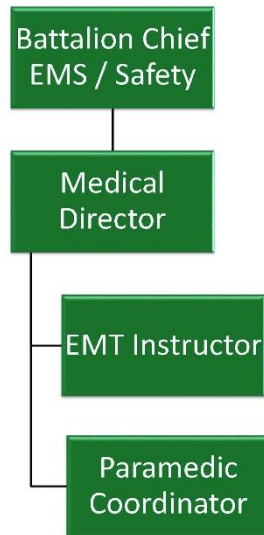 Battalion Chief
EMS / Safety
Medical
Director
EMT Instructor
Paramedic
Coordinator